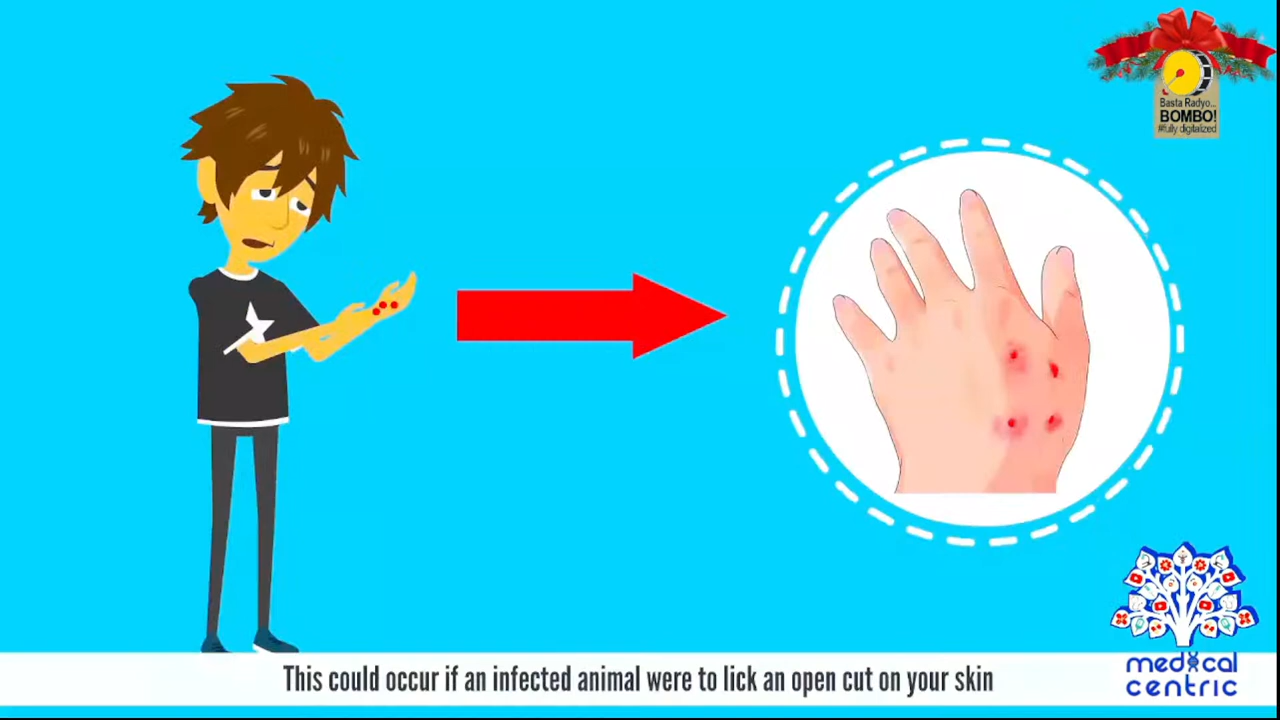 Basta Radyo...
BOMBO!
#fully digitalized
This could occur if an infected animal were to lick an open cut on your skin
medical
centric